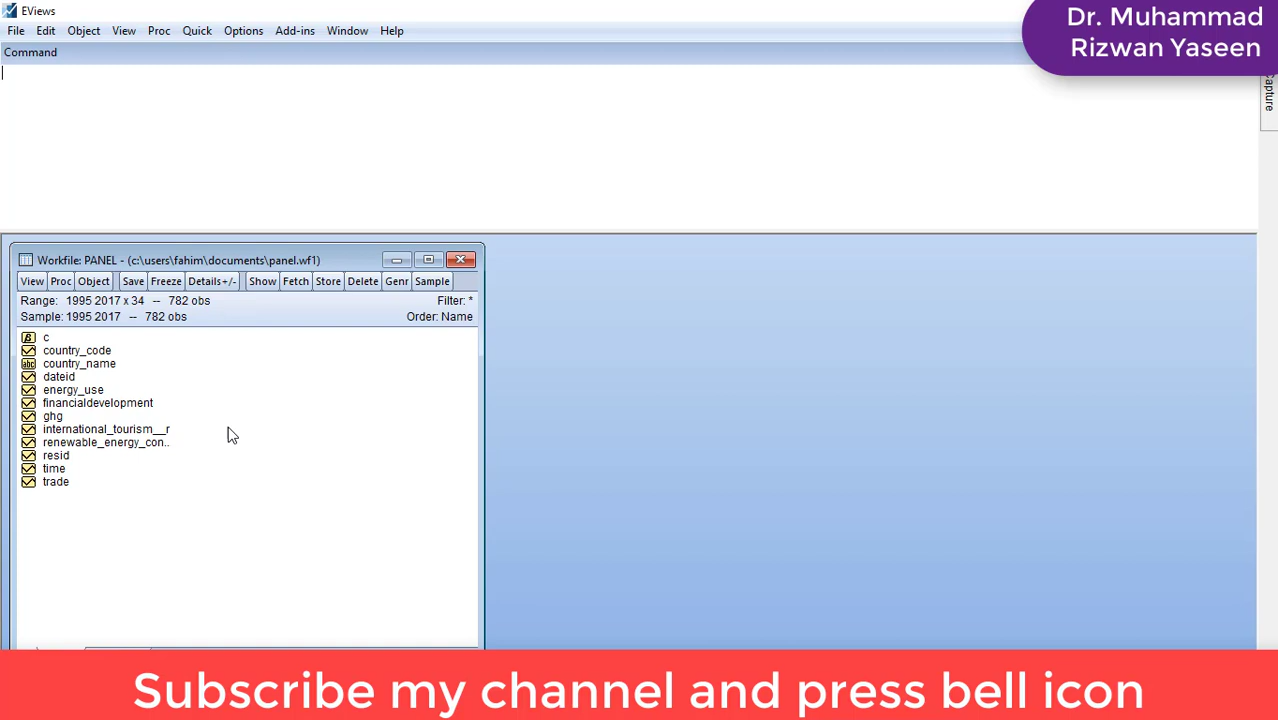 EViews
File Edit Object View Proc Quick Options Add-ins Window Help
Dr. Muhammad
Rizwan Yaseen
Command
Capture
Workfile: PANEL - (c:\users\fahim\documents\panel.wf1)
View Proc Object Save Freeze Details+/- Show Fetch Store Delete Genr Sample
Range: 1995 2017 x 34 -- 782 obs Filter: *
Sample: 1995 2017 -- 782 obs Order: Name
β c
country_code
abc country_name
dateid
energy_use
financialdevelopment
ghg
international_tourism__r
renewable_energy_con..
resid
time
trade
Subscribe my channel and press bell icon